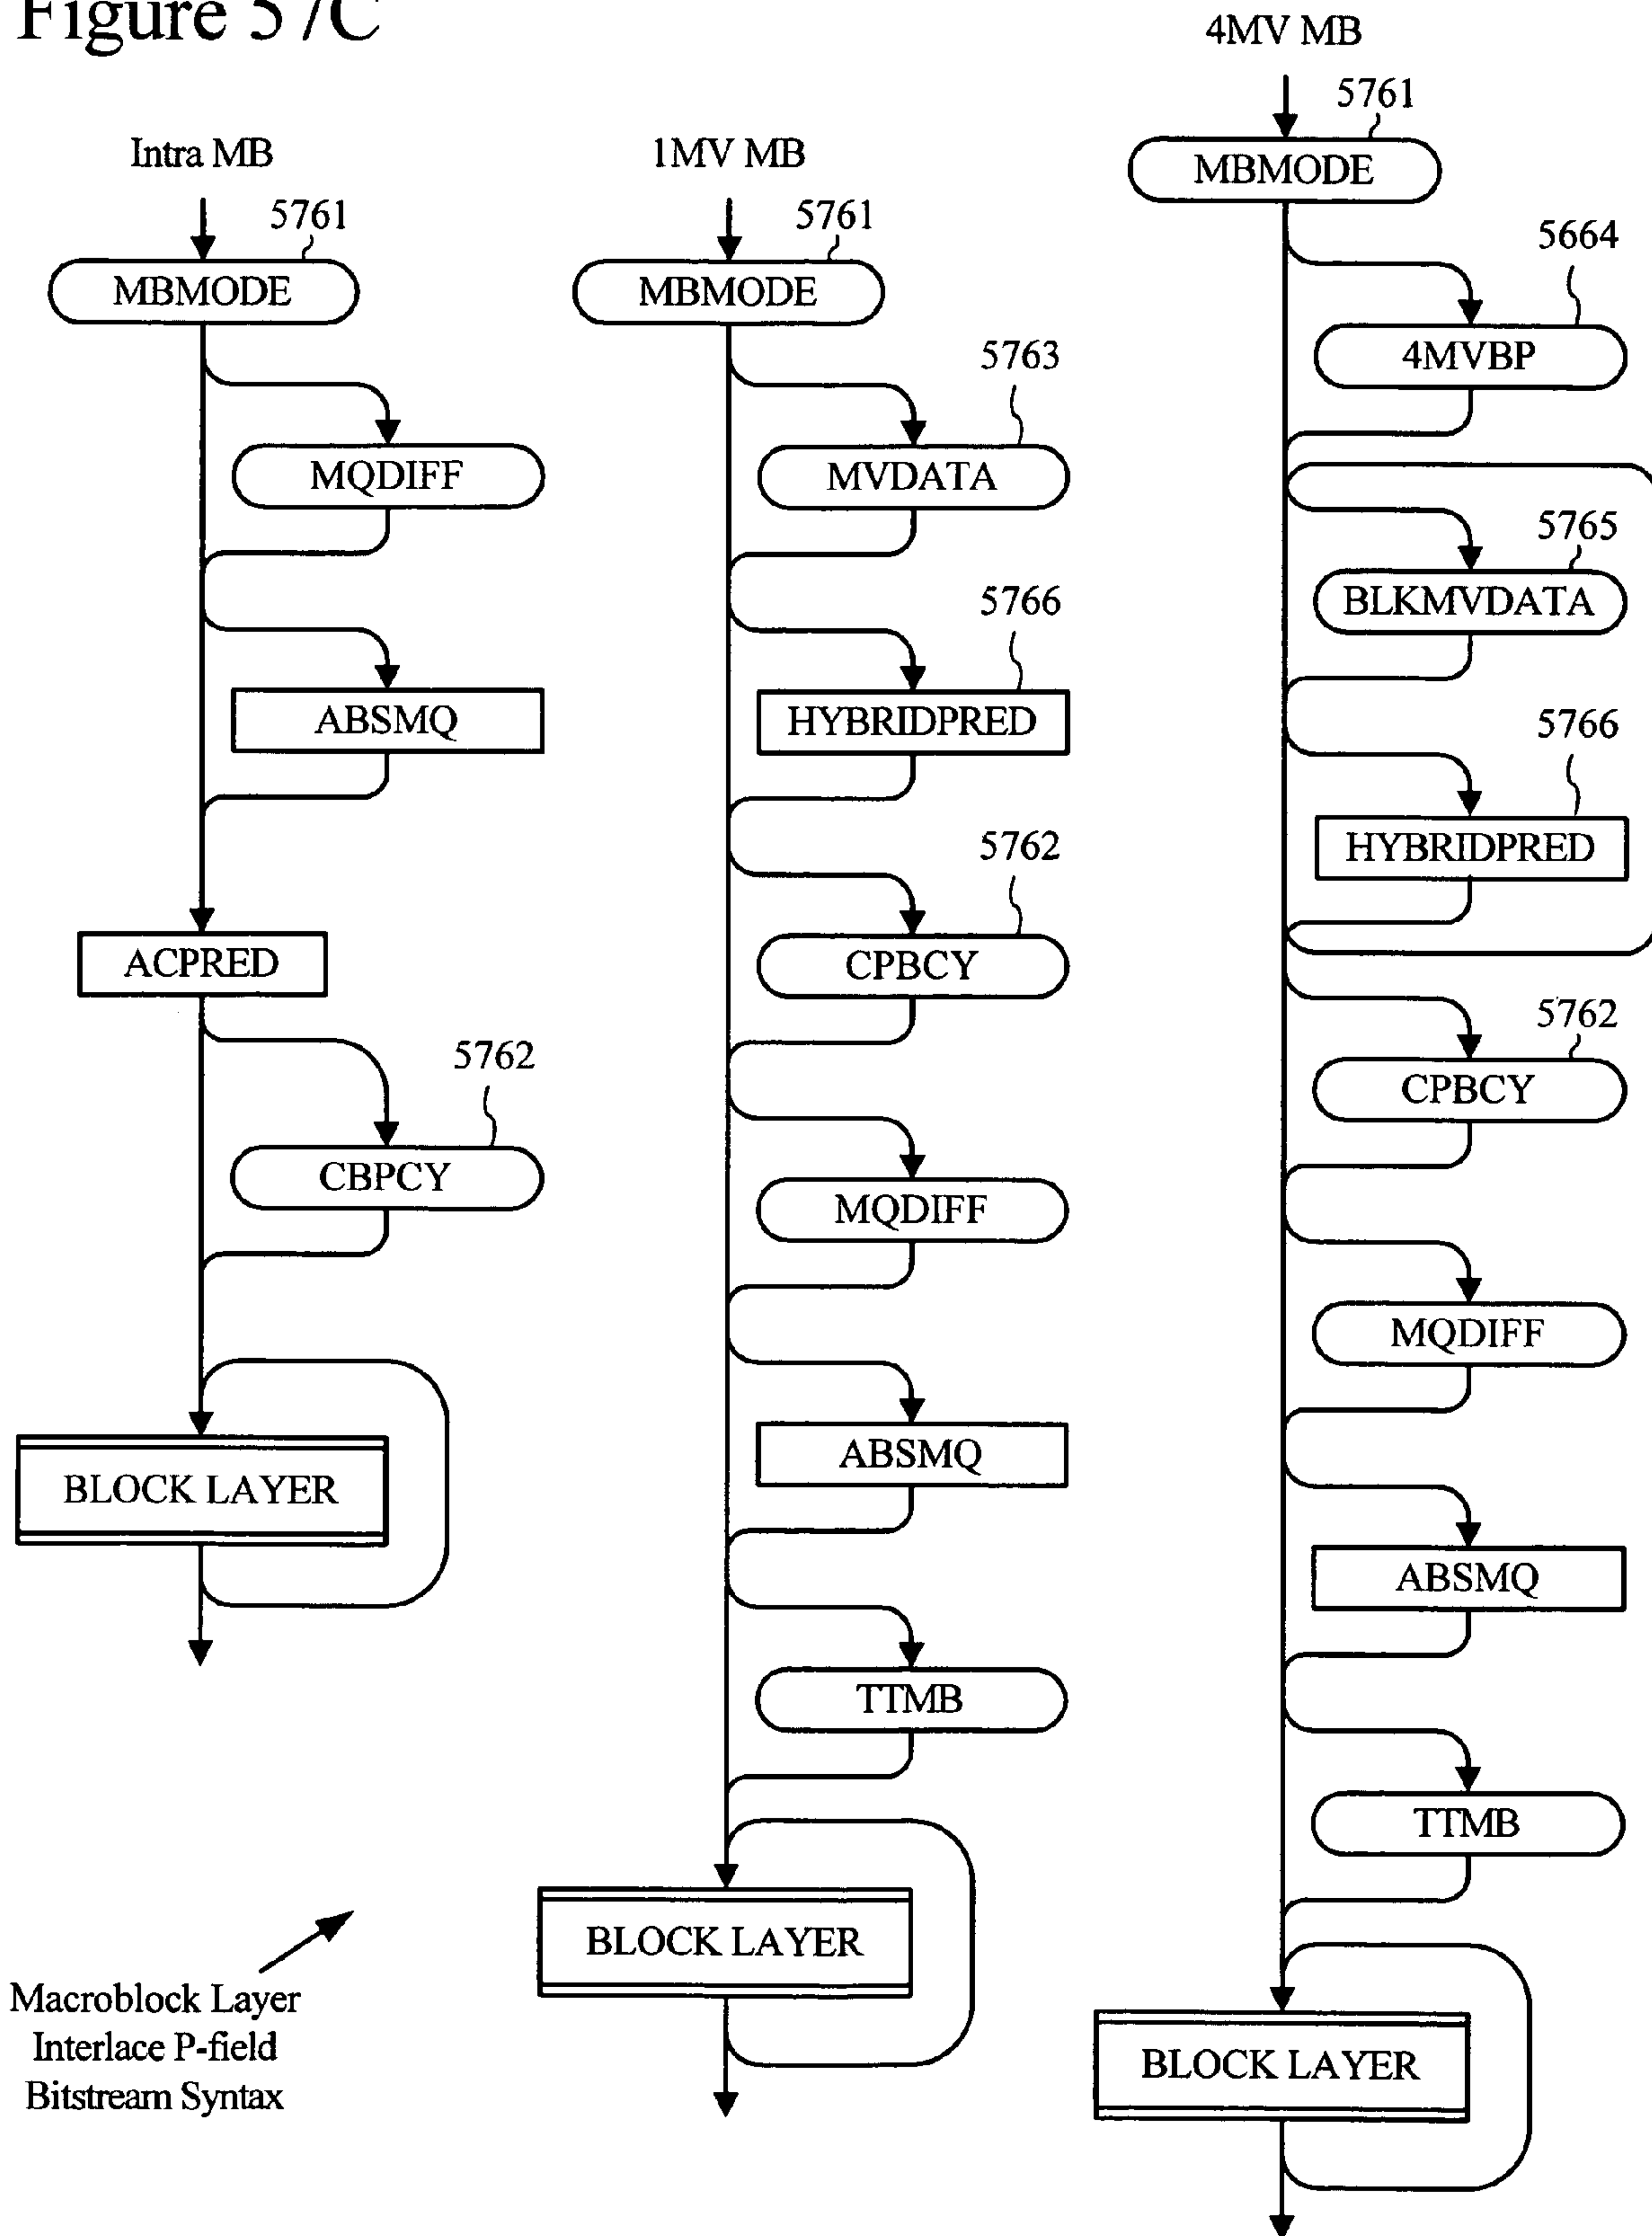 Figure 57C
Intra MB
5761
MBMODE
MQDIFF
ABSMQ
ACPRED
5762
CBPCY
BLOCK LAYER
Macroblock Layer
Interlace P-field
Bitstream Syntax
1MV MB
5761
MBMODE
5763
MVDATA
5766
HYBRIDPRED
5762
CPBCY
MQDIFF
ABSMQ
TTMB
BLOCK LAYER
4MV MB
5761
MBMODE
5664
4MVBP
5765
BLKMVDATA
5766
HYBRIDPRED
5762
CPBCY
MQDIFF
ABSMQ
TTMB
BLOCK LAYER